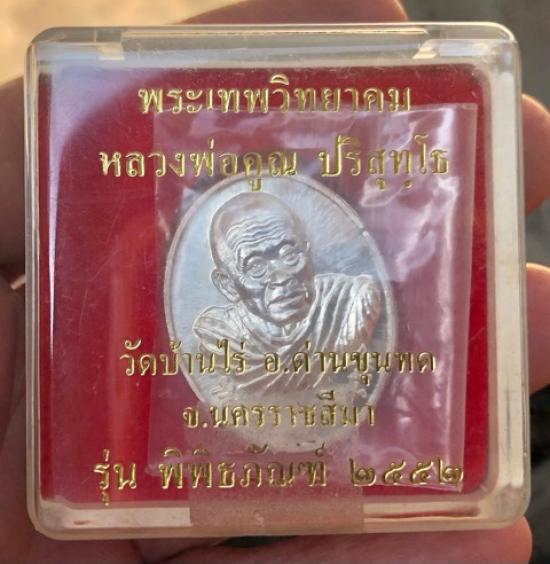 พระเทพวิทยาคม
หลวงพ่อคูณ ปริสุทฺโธ
วัดบ้านไร่ อ.ด่านขุนทด
จ.นครราชสีมา
รุ่น พิพิธภัณฑ์ ๒๕๕๒